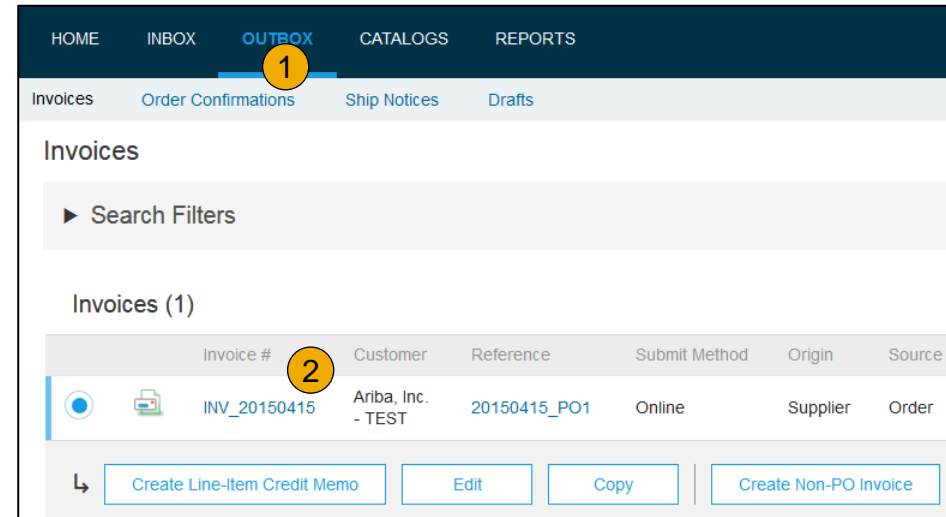 HOME INBOX OUTBOX CATALOGS REPORTS
1
Invoices Order Confirmations Ship Notices Drafts
Invoices
► Search Filters
Invoices (1)
Invoice # Customer Reference Submit Method Origin Source
2
INV_20150415 Ariba, Inc. - TEST 20150415_PO1 Online Supplier Order
Create Line-Item Credit Memo Edit Copy Create Non-PO Invoice